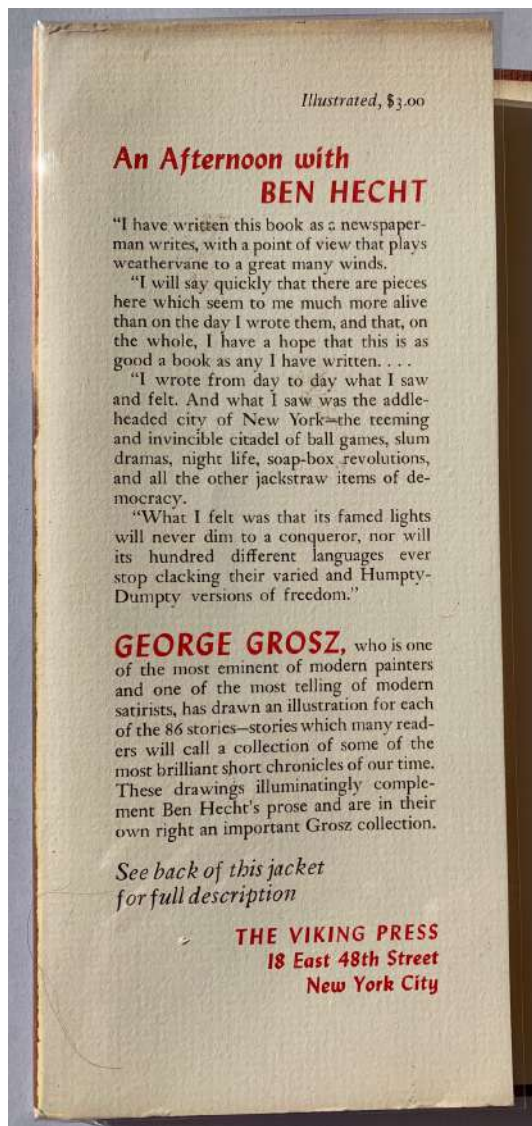 Illustrated, $3.00
An Afternoon with
BEN HECHT
“I have written this book as a newspaper-
man writes, with a point of view that plays
weathervane to a great many winds.
“I will say quickly that there are pieces
here which seem to me much more alive
than on the day I wrote them, and that, on
the whole, I have a hope that this is as
good a book as any I have written. . . .
“I wrote from day to day what I saw
and felt. And what I saw was the addle-
headed city of New York—the teeming
and invincible citadel of ball games, slum
dramas, night life, soap-box revolutions,
and all the other jackstraw items of de-
mocracy.
“What I felt was that its famed lights
will never dim to a conqueror, nor will
its hundred different languages ever
stop clacking their varied and Humpty-
Dumpty versions of freedom.”
GEORGE GROSZ, who is one
of the most eminent of modern painters
and one of the most telling of modern
satirists, has drawn an illustration for each
of the 86 stories—stories which many read-
ers will call a collection of some of the
most brilliant short chronicles of our time.
These drawings illuminatingly comple-
ment Ben Hecht's prose and are in their
own right an important Grosz collection.
See back of this jacket
for full description
THE VIKING PRESS
18 East 48th Street
New York City